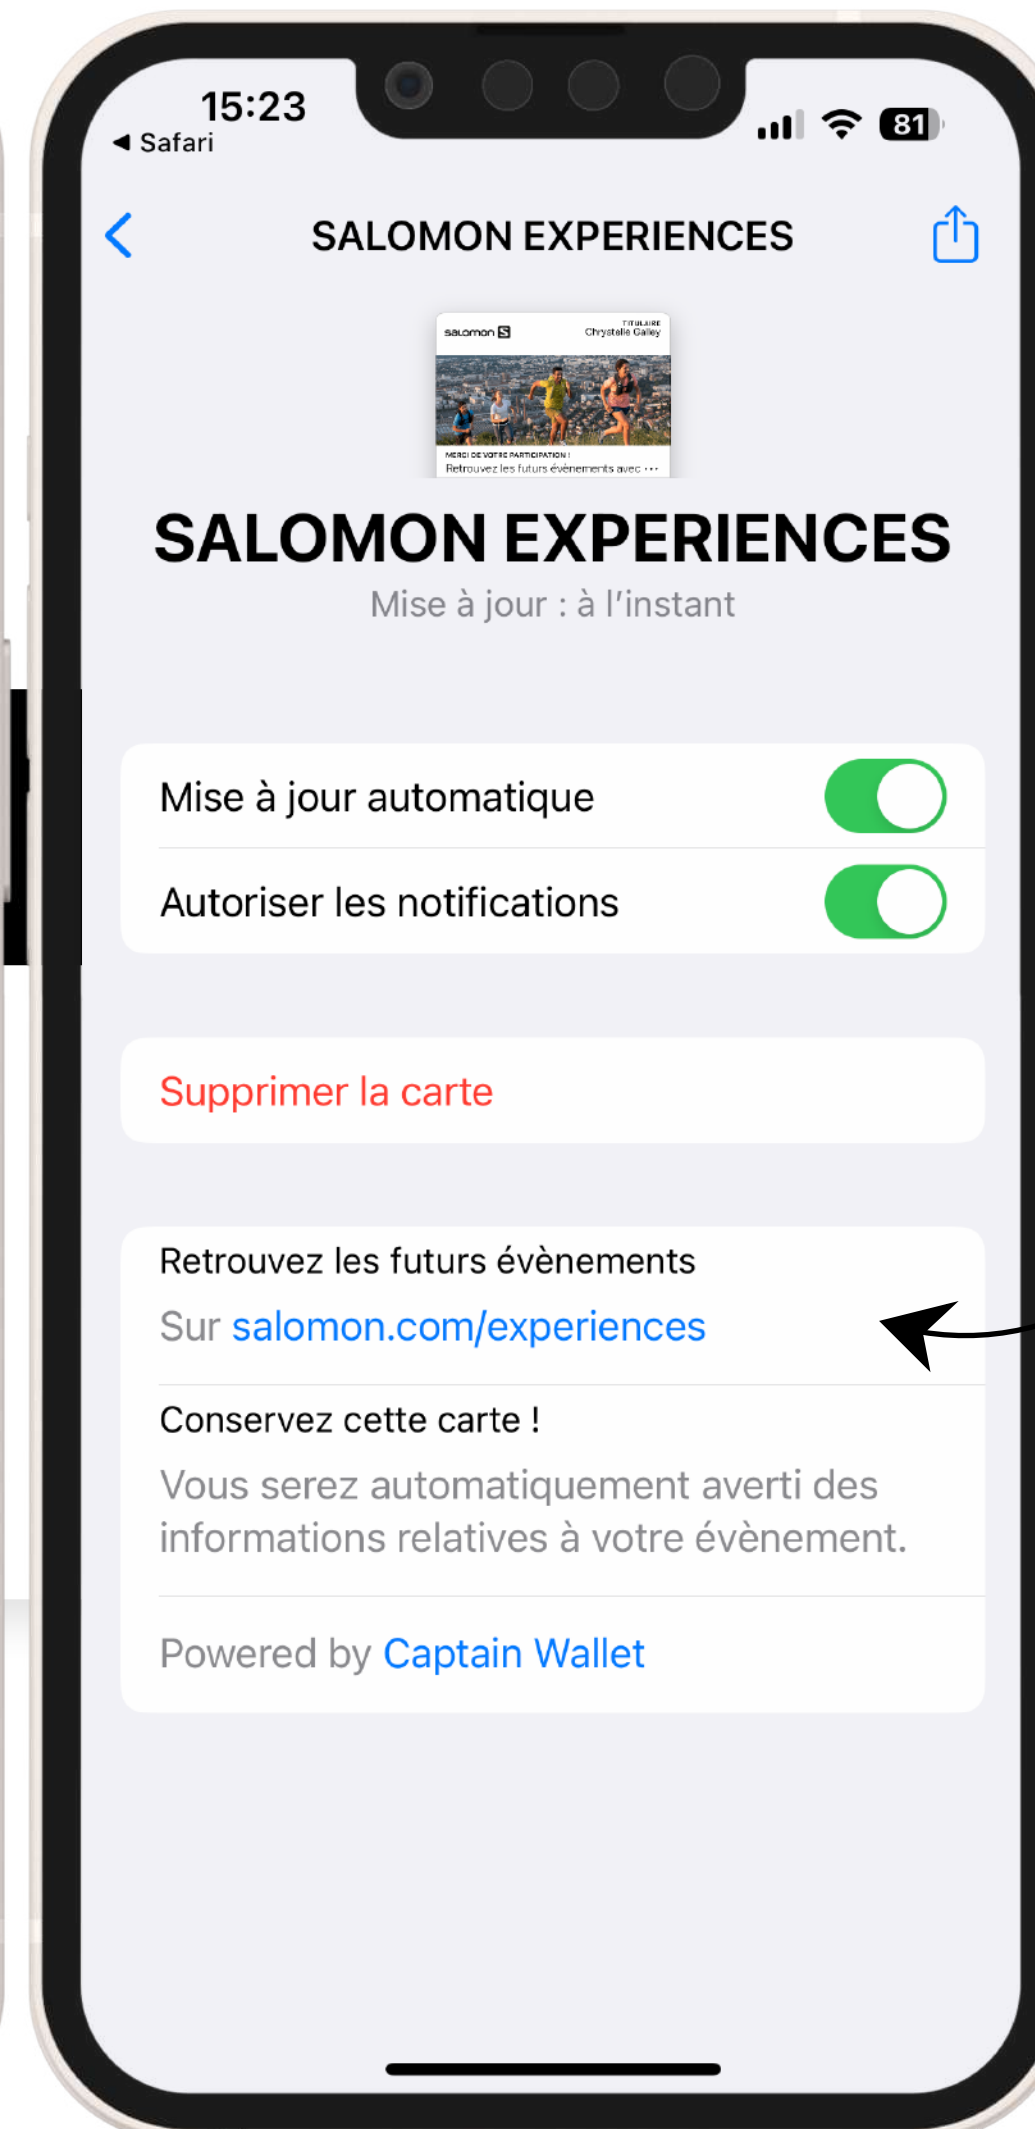 15:23
◀ Safari
81
SALOMON EXPERIENCES
salomon S
TITULAIRE
Chrystelle Galley
MERCI DE VOTRE PARTICIPATION !
Retrouvez les futurs évènements avec ...
SALOMON EXPERIENCES
Mise à jour : à l’instant
Mise à jour automatique
Autoriser les notifications
Supprimer la carte
Retrouvez les futurs évènements
Sur salomon.com/experiences
Conservez cette carte !
Vous serez automatiquement averti des
informations relatives à votre évènement.
Powered by Captain Wallet